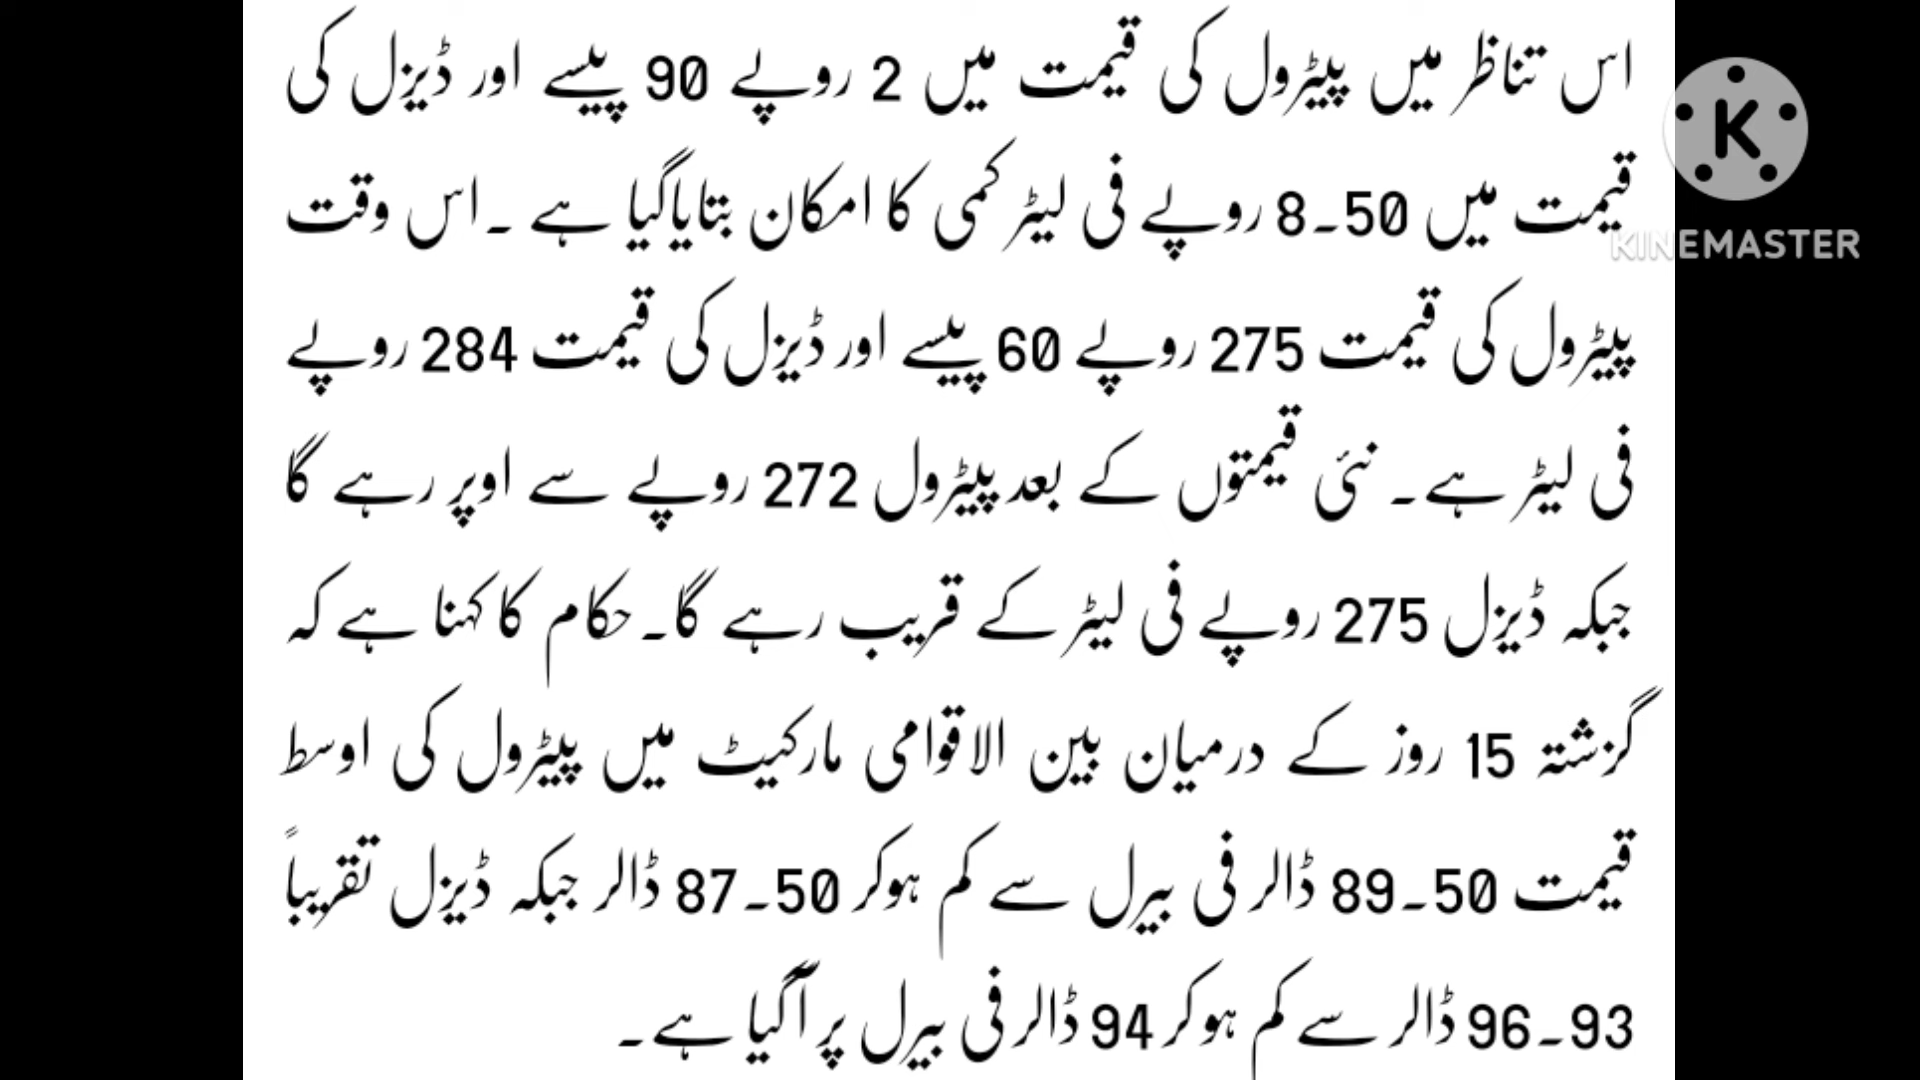 اس تناظر میں پیٹرول کی قیمت میں 2 روپے 90 پیسے اور ڈیزل کی
قیمت میں 50۔8 روپے فی لیٹر کمی کا امکان بتایاگیا ہے ۔اس وقت
پیٹرول کی قیمت 275 روپے 60 پیسے اور ڈیزل کی قیمت 284 روپے
فی لیٹر ہے۔ نئی قیمتوں کے بعد پیٹرول 272 روپے سے اوپر رہے گا
جبکہ ڈیزل 275 روپے فی لیٹر کے قریب رہے گا۔ حکام کا کہنا ہے کہ
گزشتہ 15 روز کے درمیان بین الاقوامی مارکیٹ میں پیٹرول کی اوسط
قیمت 50۔89 ڈالر فی بیرل سے کم ہوکر 50۔87 ڈالر جبکہ ڈیزل تقریباً
93۔96 ڈالر سے کم ہوکر 94 ڈالر فی بیرل پر آگیا ہے۔
K
KINEMASTER